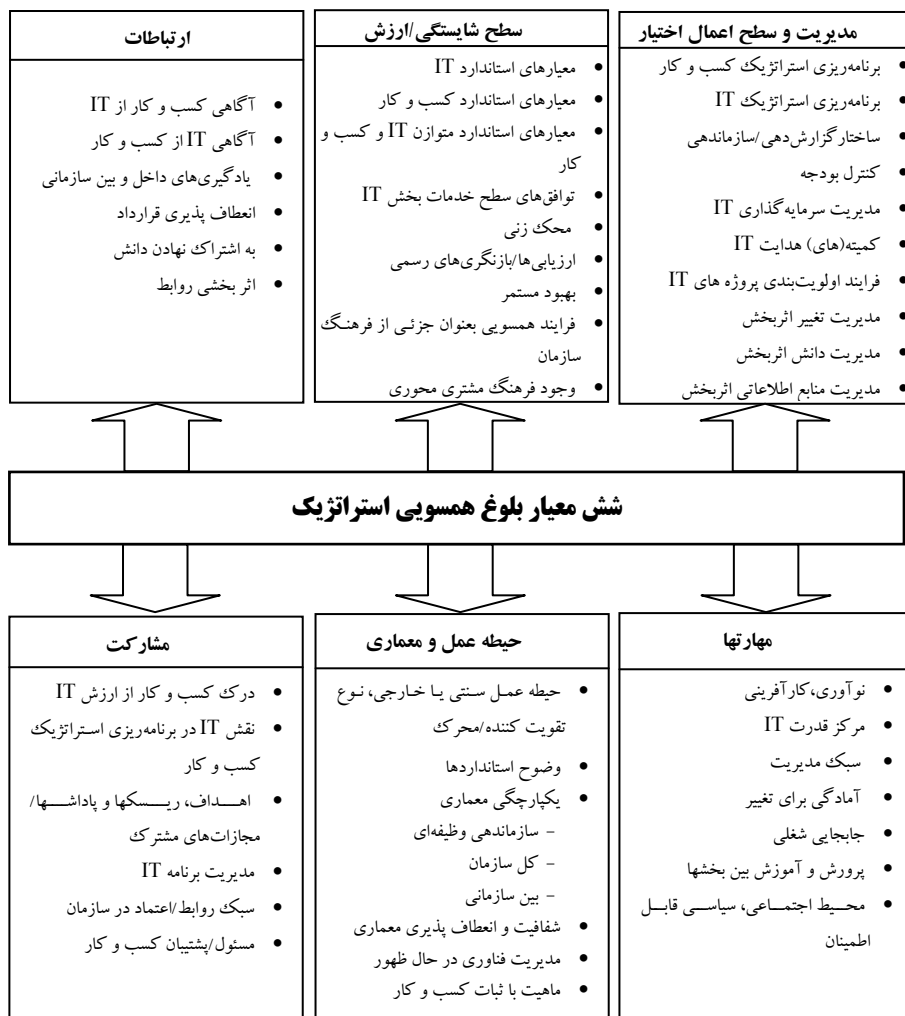 مدیریت و سطح اعمال اختیار
• برنامه‌ریزی استراتژیک کسب و کار
• برنامه‌ریزی استراتژیک IT
• ساختارگزارش‌دهی/سازماندهی
• کنترل بودجه
• مدیریت سرمایه‌گذاری IT
• کمیته(های) هدایت IT
• فرایند اولویت‌بندی پروژه های IT
• مدیریت تغییر اثربخش
• مدیریت دانش اثربخش
• مدیریت منابع اطلاعاتی اثربخش
سطح شایستگی/ارزش
• معیارهای استاندارد IT
• معیارهای استاندارد کسب و کار
• معیارهای استاندارد متوازن IT و کسب و
کار
• توافق‌های سطح خدمات بخش IT
• محک زنی
• ارزیابی‌ها/بازنگری‌های رسمی
• بهبود مستمر
• فرایند همسویی بعنوان جزئی از فرهنگ
سازمان
• وجود فرهنگ مشتری محوری
ارتباطات
• آگاهی کسب و کار از IT
• آگاهی IT از کسب و کار
• یادگیری‌های داخل و بین سازمانی
• انعطاف پذیری قرارداد
• به اشتراک نهادن دانش
• اثر بخشی روابط
شش معیار بلوغ همسویی استراتژیک
مهارتها
• نوآوری،کارآفرینی
• مرکز قدرت IT
• سبک مدیریت
• آمادگی برای تغییر
• جابجایی شغلی
• پرورش و آموزش بین بخشها
• محیط اجتماعی، سیاسی قابل
اطمینان
حیطه عمل و معماری
• حیطه عمل سنتی یا خارجی، نوع
تقویت کننده/محرک
• وضوح استانداردها
• یکپارچگی معماری
- سازماندهی وظیفه‌ای
- کل سازمان
- بین سازمانی
• شفافیت و انعطاف پذیری معماری
• مدیریت فناوری در حال ظهور
• ماهیت با ثبات کسب و کار
مشارکت
• درک کسب و کار از ارزش IT
• نقش IT در برنامه‌ریزی استراتژیک
کسب و کار
• اهداف، ریسکها و پاداشها/
مجازات‌های مشترک
• مدیریت برنامه IT
• سبک روابط/اعتماد در سازمان
• مسئول/پشتیبان کسب و کار